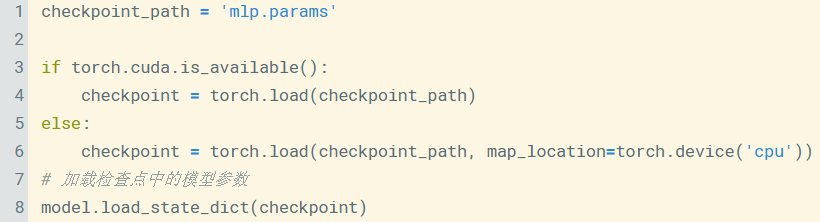 1 checkpoint_path = 'mlp.params'
2
3 if torch.cuda.is_available():
4     checkpoint = torch.load(checkpoint_path)
5 else:
6     checkpoint = torch.load(checkpoint_path, map_location=torch.device('cpu'))
7 # 加载检查点中的模型参数
8 model.load_state_dict(checkpoint)